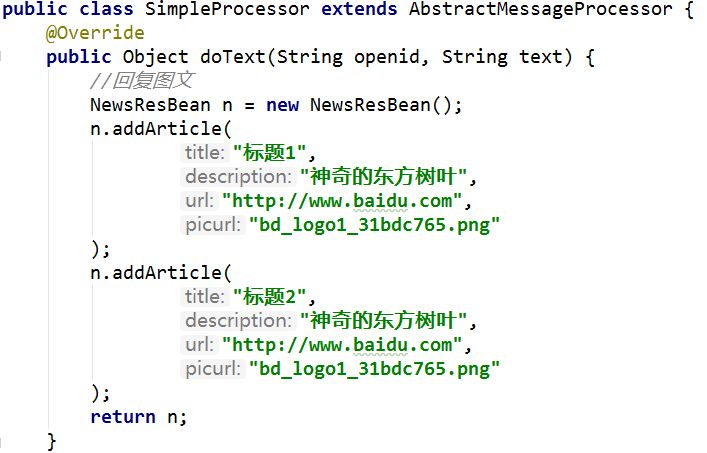 public class SimpleProcessor extends AbstractMessageProcessor {
@Override
public Object doText(String openid, String text) {
//回复图文
NewsResBean n = new NewsResBean();
n.addArticle(
title: "标题1",
description: "神奇的东方树叶",
url: "http://www.baidu.com",
picurl: "bd_logo1_31bdc765.png"
);
n.addArticle(
title: "标题2",
description: "神奇的东方树叶",
url: "http://www.baidu.com",
picurl: "bd_logo1_31bdc765.png"
);
return n;
}